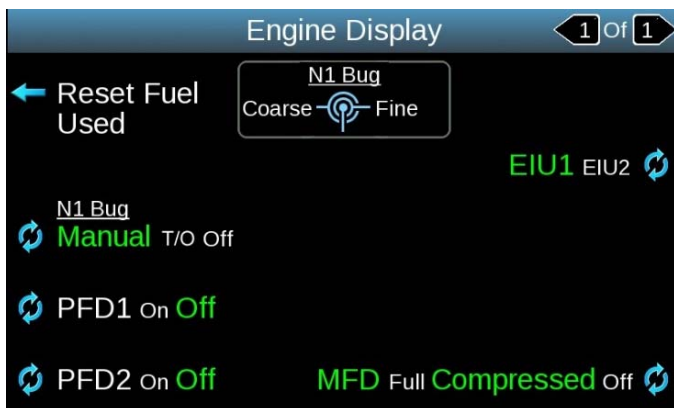 Engine Display
1 Of 1
Reset Fuel
Used
N1 Bug
Coarse Fine
EIU1 EIU2
N1 Bug
Manual T/O Off
PFD1 On Off
PFD2 On Off
MFD Full Compressed Off